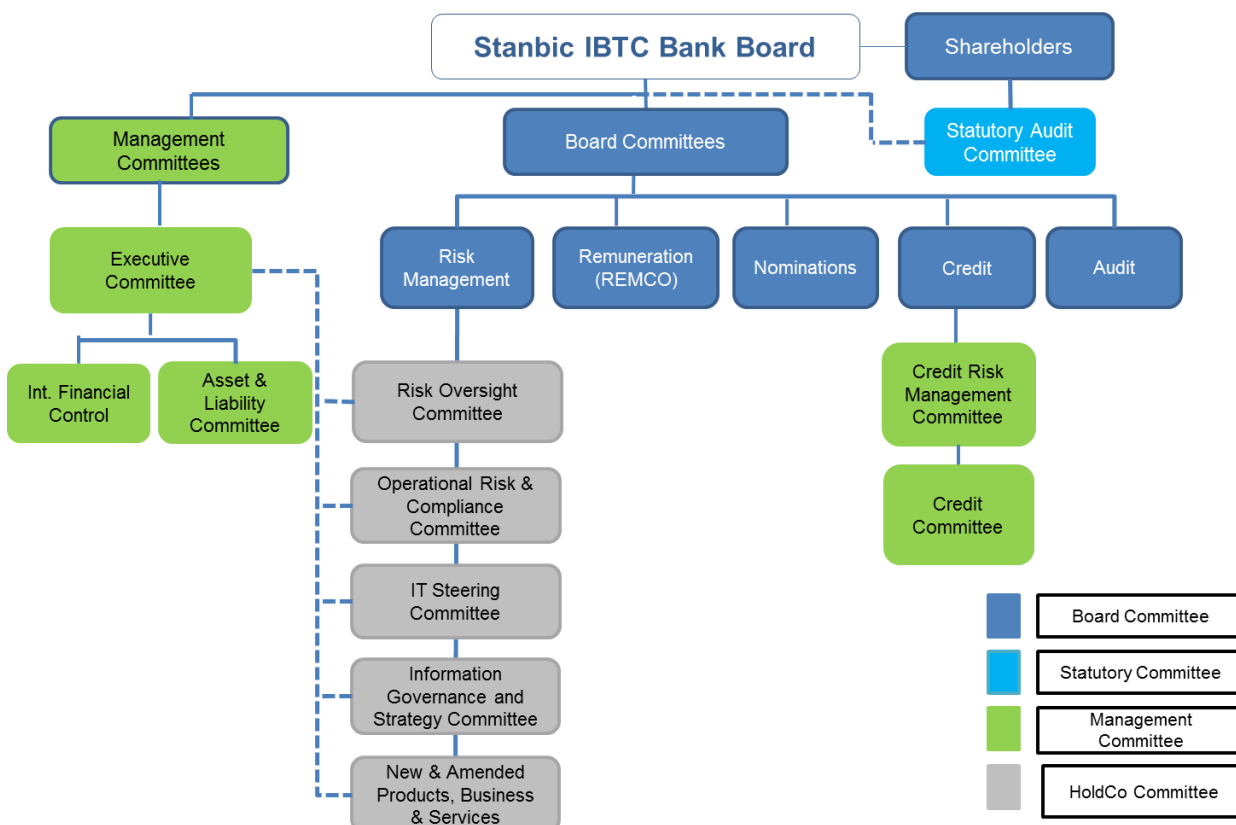 Stanbic IBTC Bank Board
Shareholders
Management
Committees
Board Committees
Statutory Audit
Committee
Executive
Committee
Risk
Management
Remuneration
(REMCO)
Nominations
Credit
Audit
Int. Financial
Control
Asset &
Liability
Committee
Risk Oversight
Committee
Credit Risk
Management
Committee
Operational Risk &
Compliance
Committee
Credit
Committee
IT Steering
Committee
Information
Governance and
Strategy Committee
New & Amended
Products, Business
& Services
Board Committee
Statutory Committee
Management
Committee
HoldCo Committee